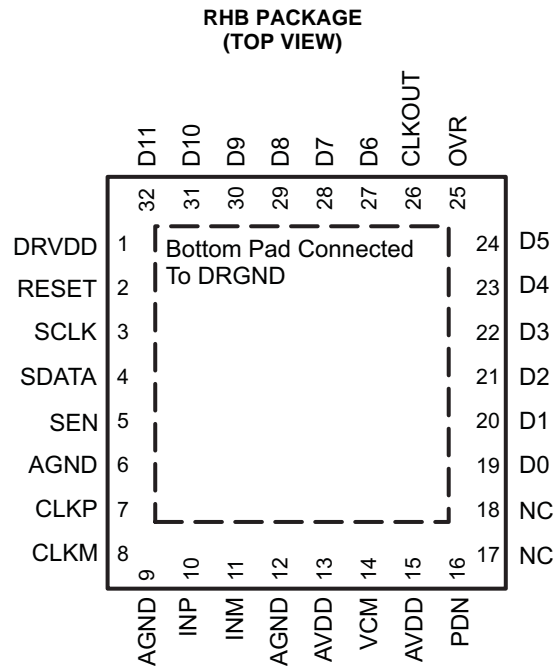 RHB PACKAGE
(TOP VIEW)
D11 D10 D9 D8 D7 D6 CLKOUT OVR
32 31 30 29 28 27 26 25
DRVDD 1
RESET 2
SCLK 3
SDATA 4
SEN 5
AGND 6
CLKP 7
CLKM 8
Bottom Pad Connected
To DRGND
24 D5
23 D4
22 D3
21 D2
20 D1
19 D0
18 NC
17 NC
9 10 11 12 13 14 15 16
AGND INP INM AGND AVDD VCM AVDD PDN